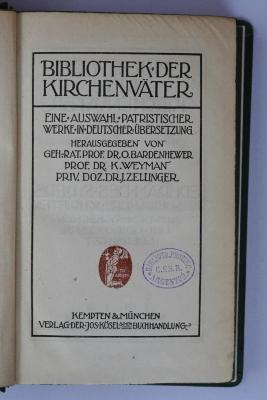 BIBLIOTHEK·DER
KIRCHENVÄTER
EINE·AUSWAHL·PATRISTISCHER
WERKE·IN·DEUTSCHER·ÜBERSETZUNG
HERAUSGEGEBEN VON
GEH·RAT·PROF·DR·O·BARDENHEWER
PROF DR K·WEYMAN
PRIV·DOZ·DR·J·ZELLINGER
C.SS.R.
KEMPTEN & MÜNCHEN
VERLAG·DER·JOS·KÖSEL BUCHHANDLUNG